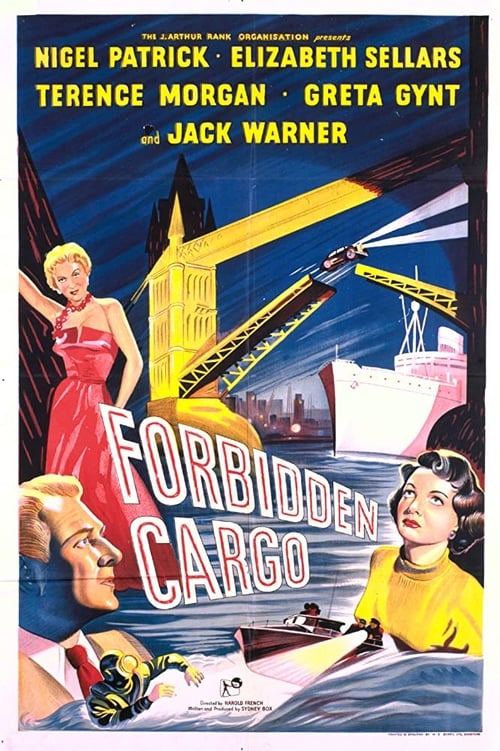 THE J. ARTHUR RANK ORGANISATION presents
NIGEL PATRICK · ELIZABETH SELLARS
TERENCE MORGAN · GRETA GYNT
and JACK WARNER
FORBIDDEN
CARGO
Directed by HAROLD FRENCH
Written and Produced by SYDNEY BOX